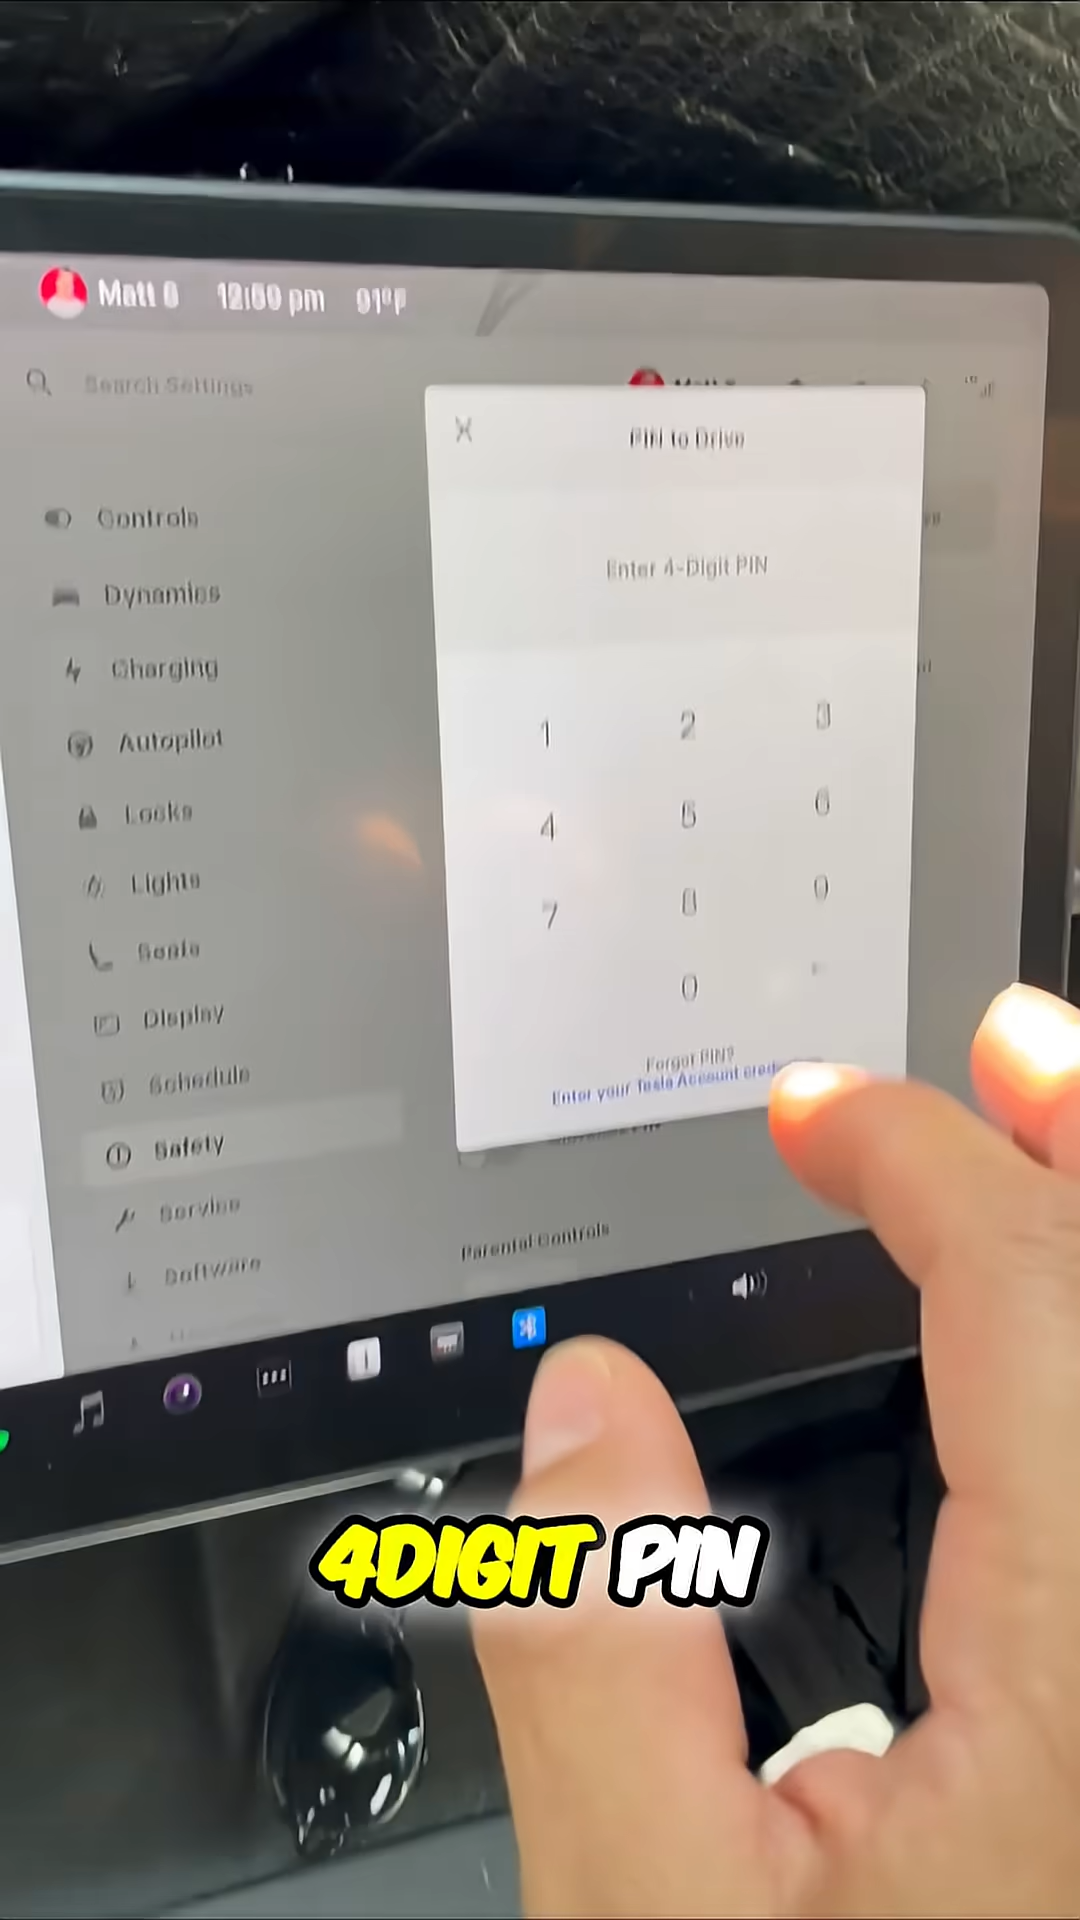 Matt
pm
91°F
Search Settings
PIN to Drive
Enter 4-Digit PIN
Controls
Dynamics
Charging
Autopilot
Locks
Lights
Seats
Display
Schedule
Safety
Service
Software
1 2 3
4 5 6
7 8 9
0
Forgot PIN?
Enter your Tesla Account
Parental Controls
4DIGIT PIN